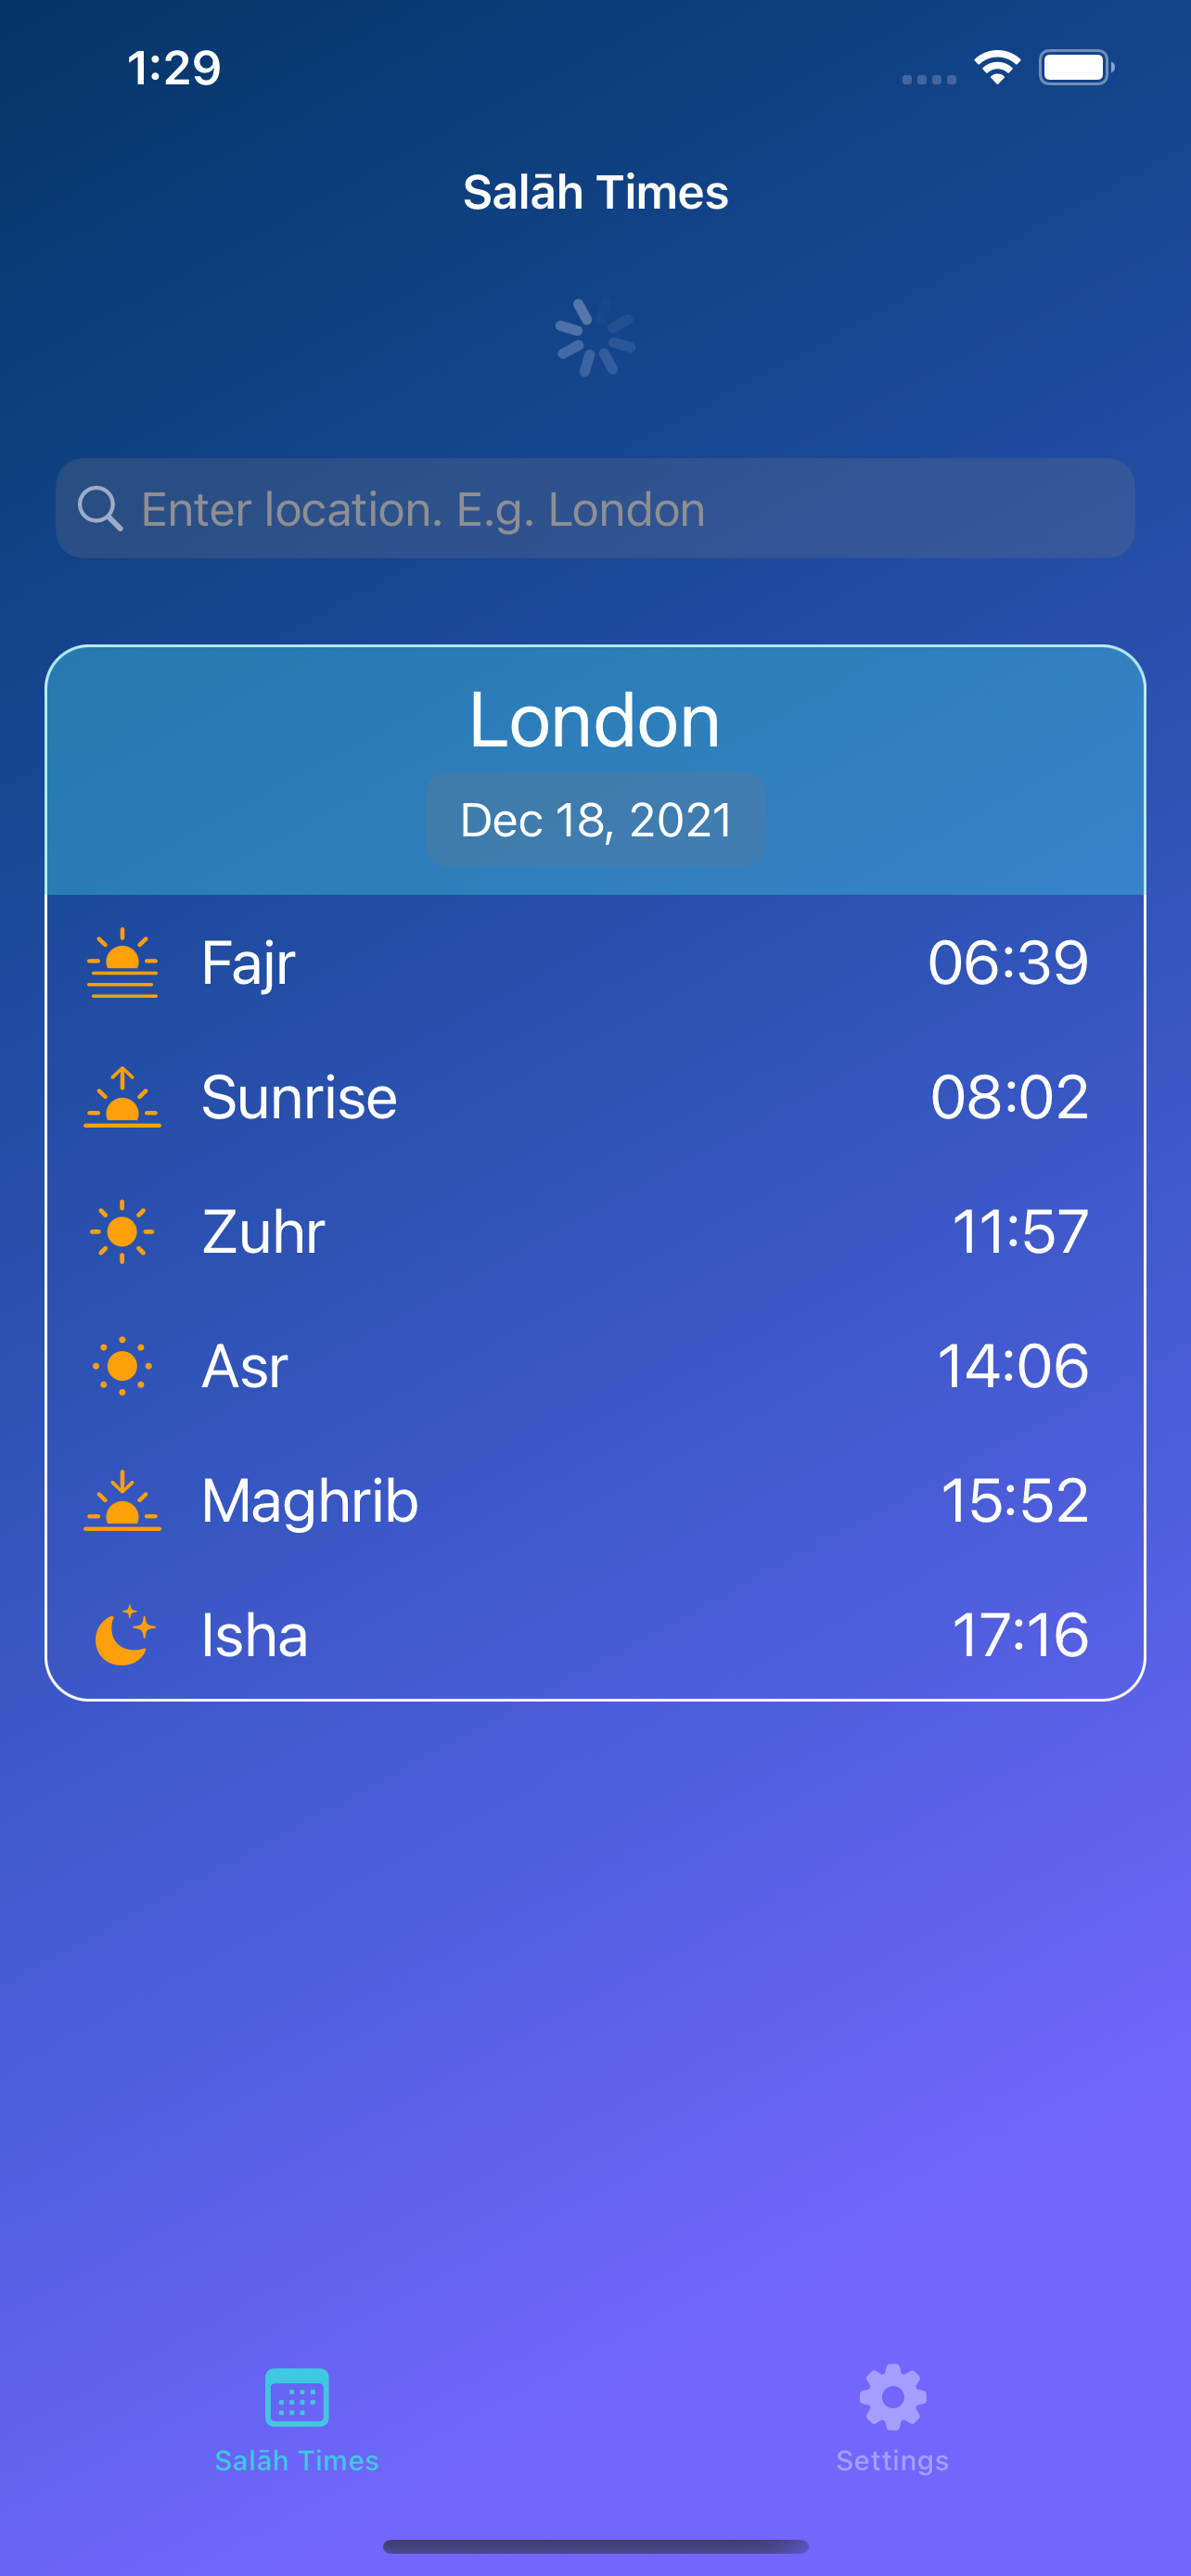 1:29
Salāh Times
Enter location. E.g. London
London
Dec 18, 2021
Fajr 06:39
Sunrise 08:02
Zuhr 11:57
Asr 14:06
Maghrib 15:52
Isha 17:16
Salāh Times Settings